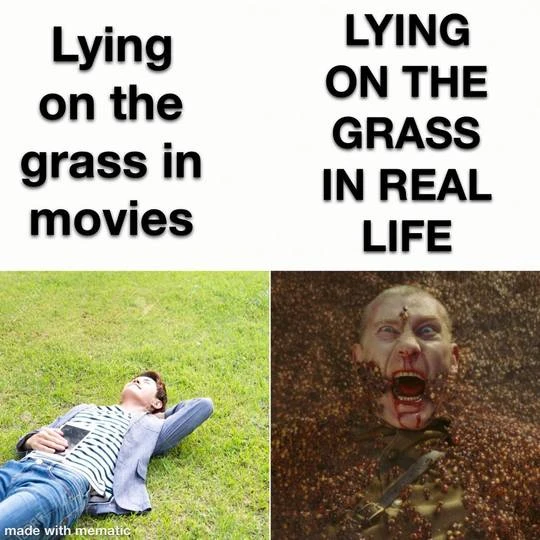 Lying
on the
grass in
movies
LYING
ON THE
GRASS
IN REAL
LIFE
made with mematic